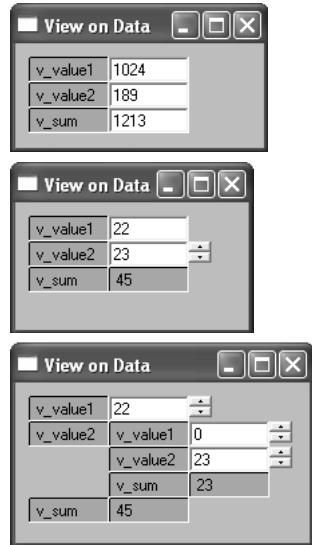 View on Data
v_value1 1024
v_value2 189
v_sum 1213
View on Data
v_value1 22
v_value2 23
v_sum 45
View on Data
v_value1 22
v_value2 v_value1 0
v_value2 23
v_sum 23
v_sum 45